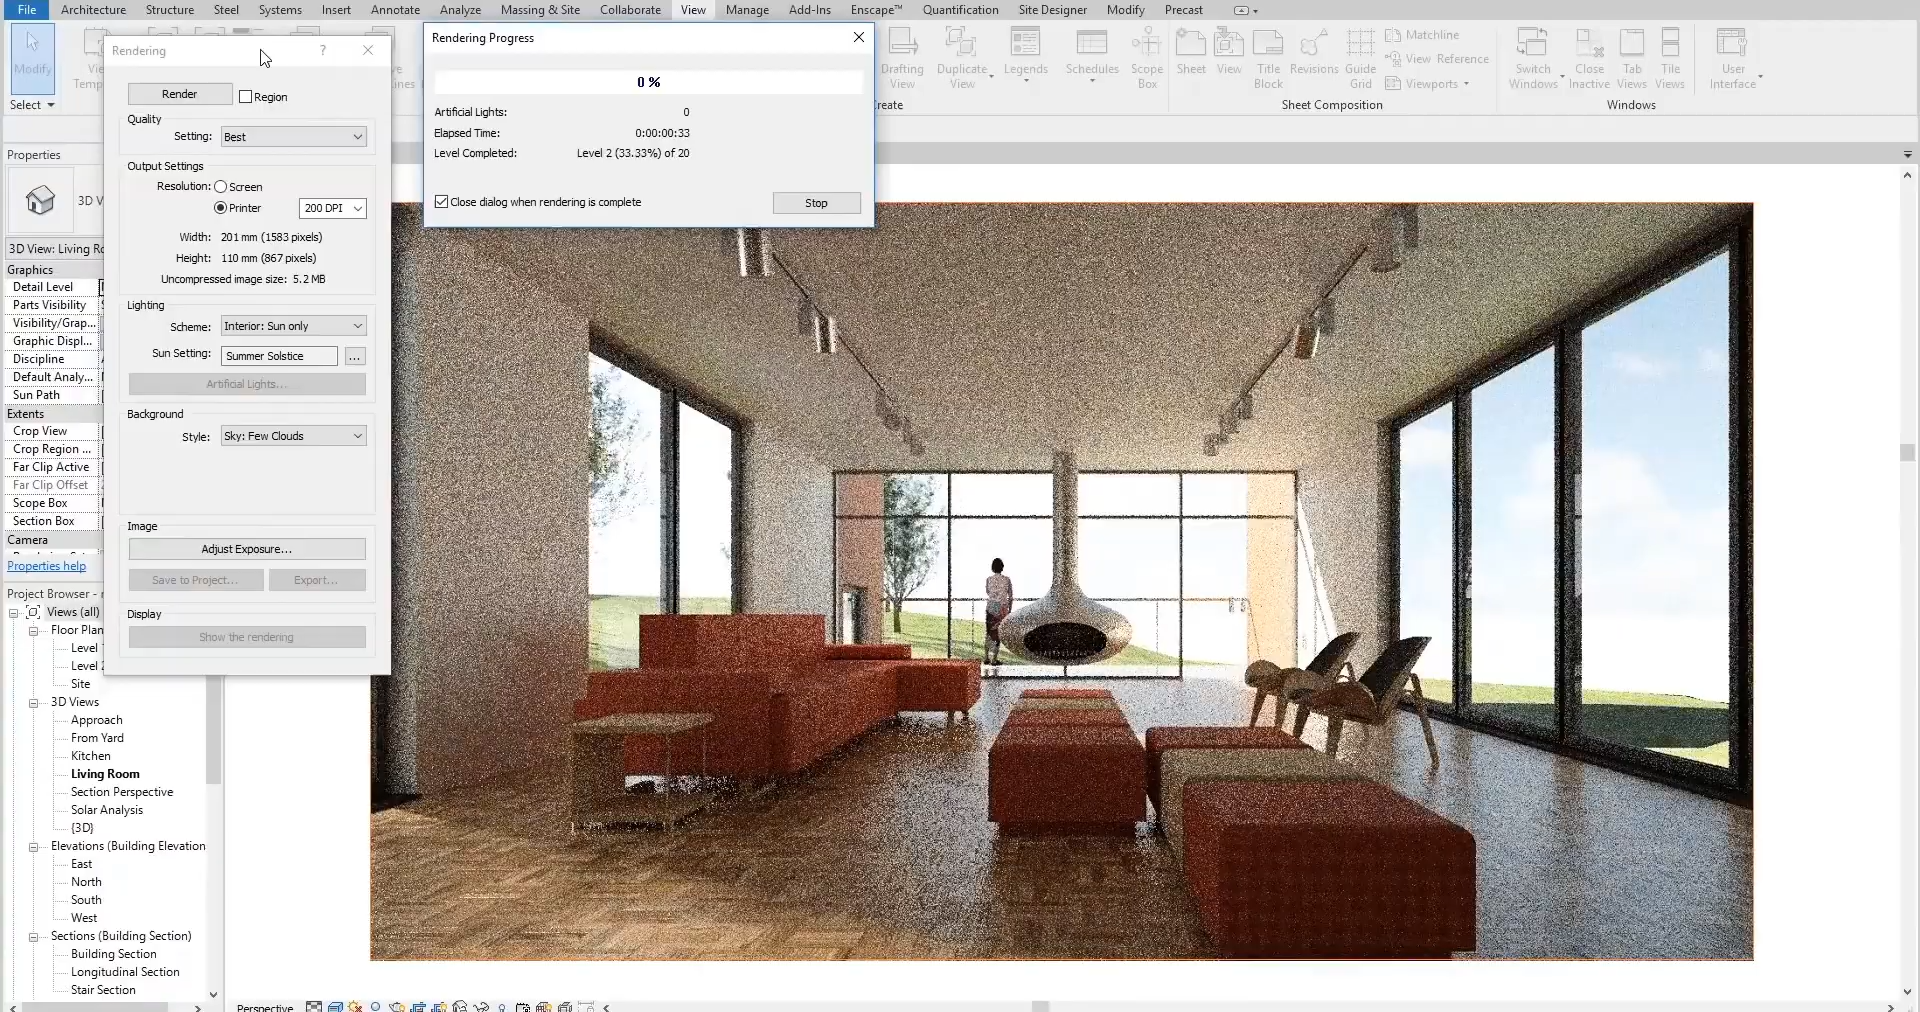 File Architecture Structure Steel Systems Insert Annotate Analyze Massing & Site Collaborate View Manage Add-Ins Enscape™ Quantification Site Designer Modify Precast
Modify
Select
Drafting View
Duplicate View
Legends
Schedules
Scope Box
Sheet
View
Title Block
Revisions
Guide Grid
Matchline
View Reference
Viewports
Switch Windows
Close Inactive
Tab Views
Tile Views
User Interface
Sheet Composition
Windows
Rendering ?
Render Region
Quality
Setting: Best
Output Settings
Resolution: Screen
Printer 200 DPI
Width: 201 mm (1583 pixels)
Height: 110 mm (867 pixels)
Uncompressed image size: 5.2 MB
Lighting
Scheme: Interior: Sun only
Sun Setting: Summer Solstice ...
Artificial Lights...
Background
Style: Sky: Few Clouds
Image
Adjust Exposure...
Save to Project... Export...
Display
Show the rendering
Rendering Progress
0 %
Artificial Lights: 0
Elapsed Time: 0:00:00:33
Level Completed: Level 2 (33.33%) of 20
Close dialog when rendering is complete
Stop
Properties
3D V
3D View: Living Ro
Graphics
Detail Level
Parts Visibility
Visibility/Grap...
Graphic Displ...
Discipline
Default Analy...
Sun Path
Extents
Crop View
Crop Region ...
Far Clip Active
Far Clip Offset
Scope Box
Section Box
Camera
Properties help
Project Browser - r
Views (all)
Floor Plan
Level
Level 2
Site
3D Views
Approach
From Yard
Kitchen
Living Room
Section Perspective
Solar Analysis
{3D}
Elevations (Building Elevation
East
North
South
West
Sections (Building Section)
Building Section
Longitudinal Section
Stair Section
Perspective